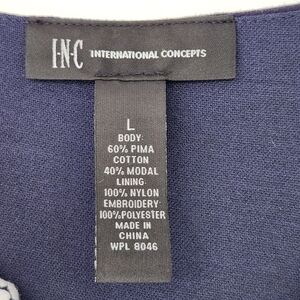 I·N·C INTERNATIONAL CONCEPTS
L
BODY:
60% PIMA
COTTON
40% MODAL
LINING:
100% NYLON
EMBROIDERY:
100%POLYESTER
MADE IN
CHINA
WPL 8046